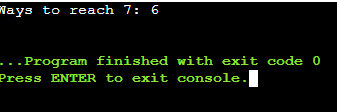 Ways to reach 7: 6
...Program finished with exit code 0
Press ENTER to exit console.